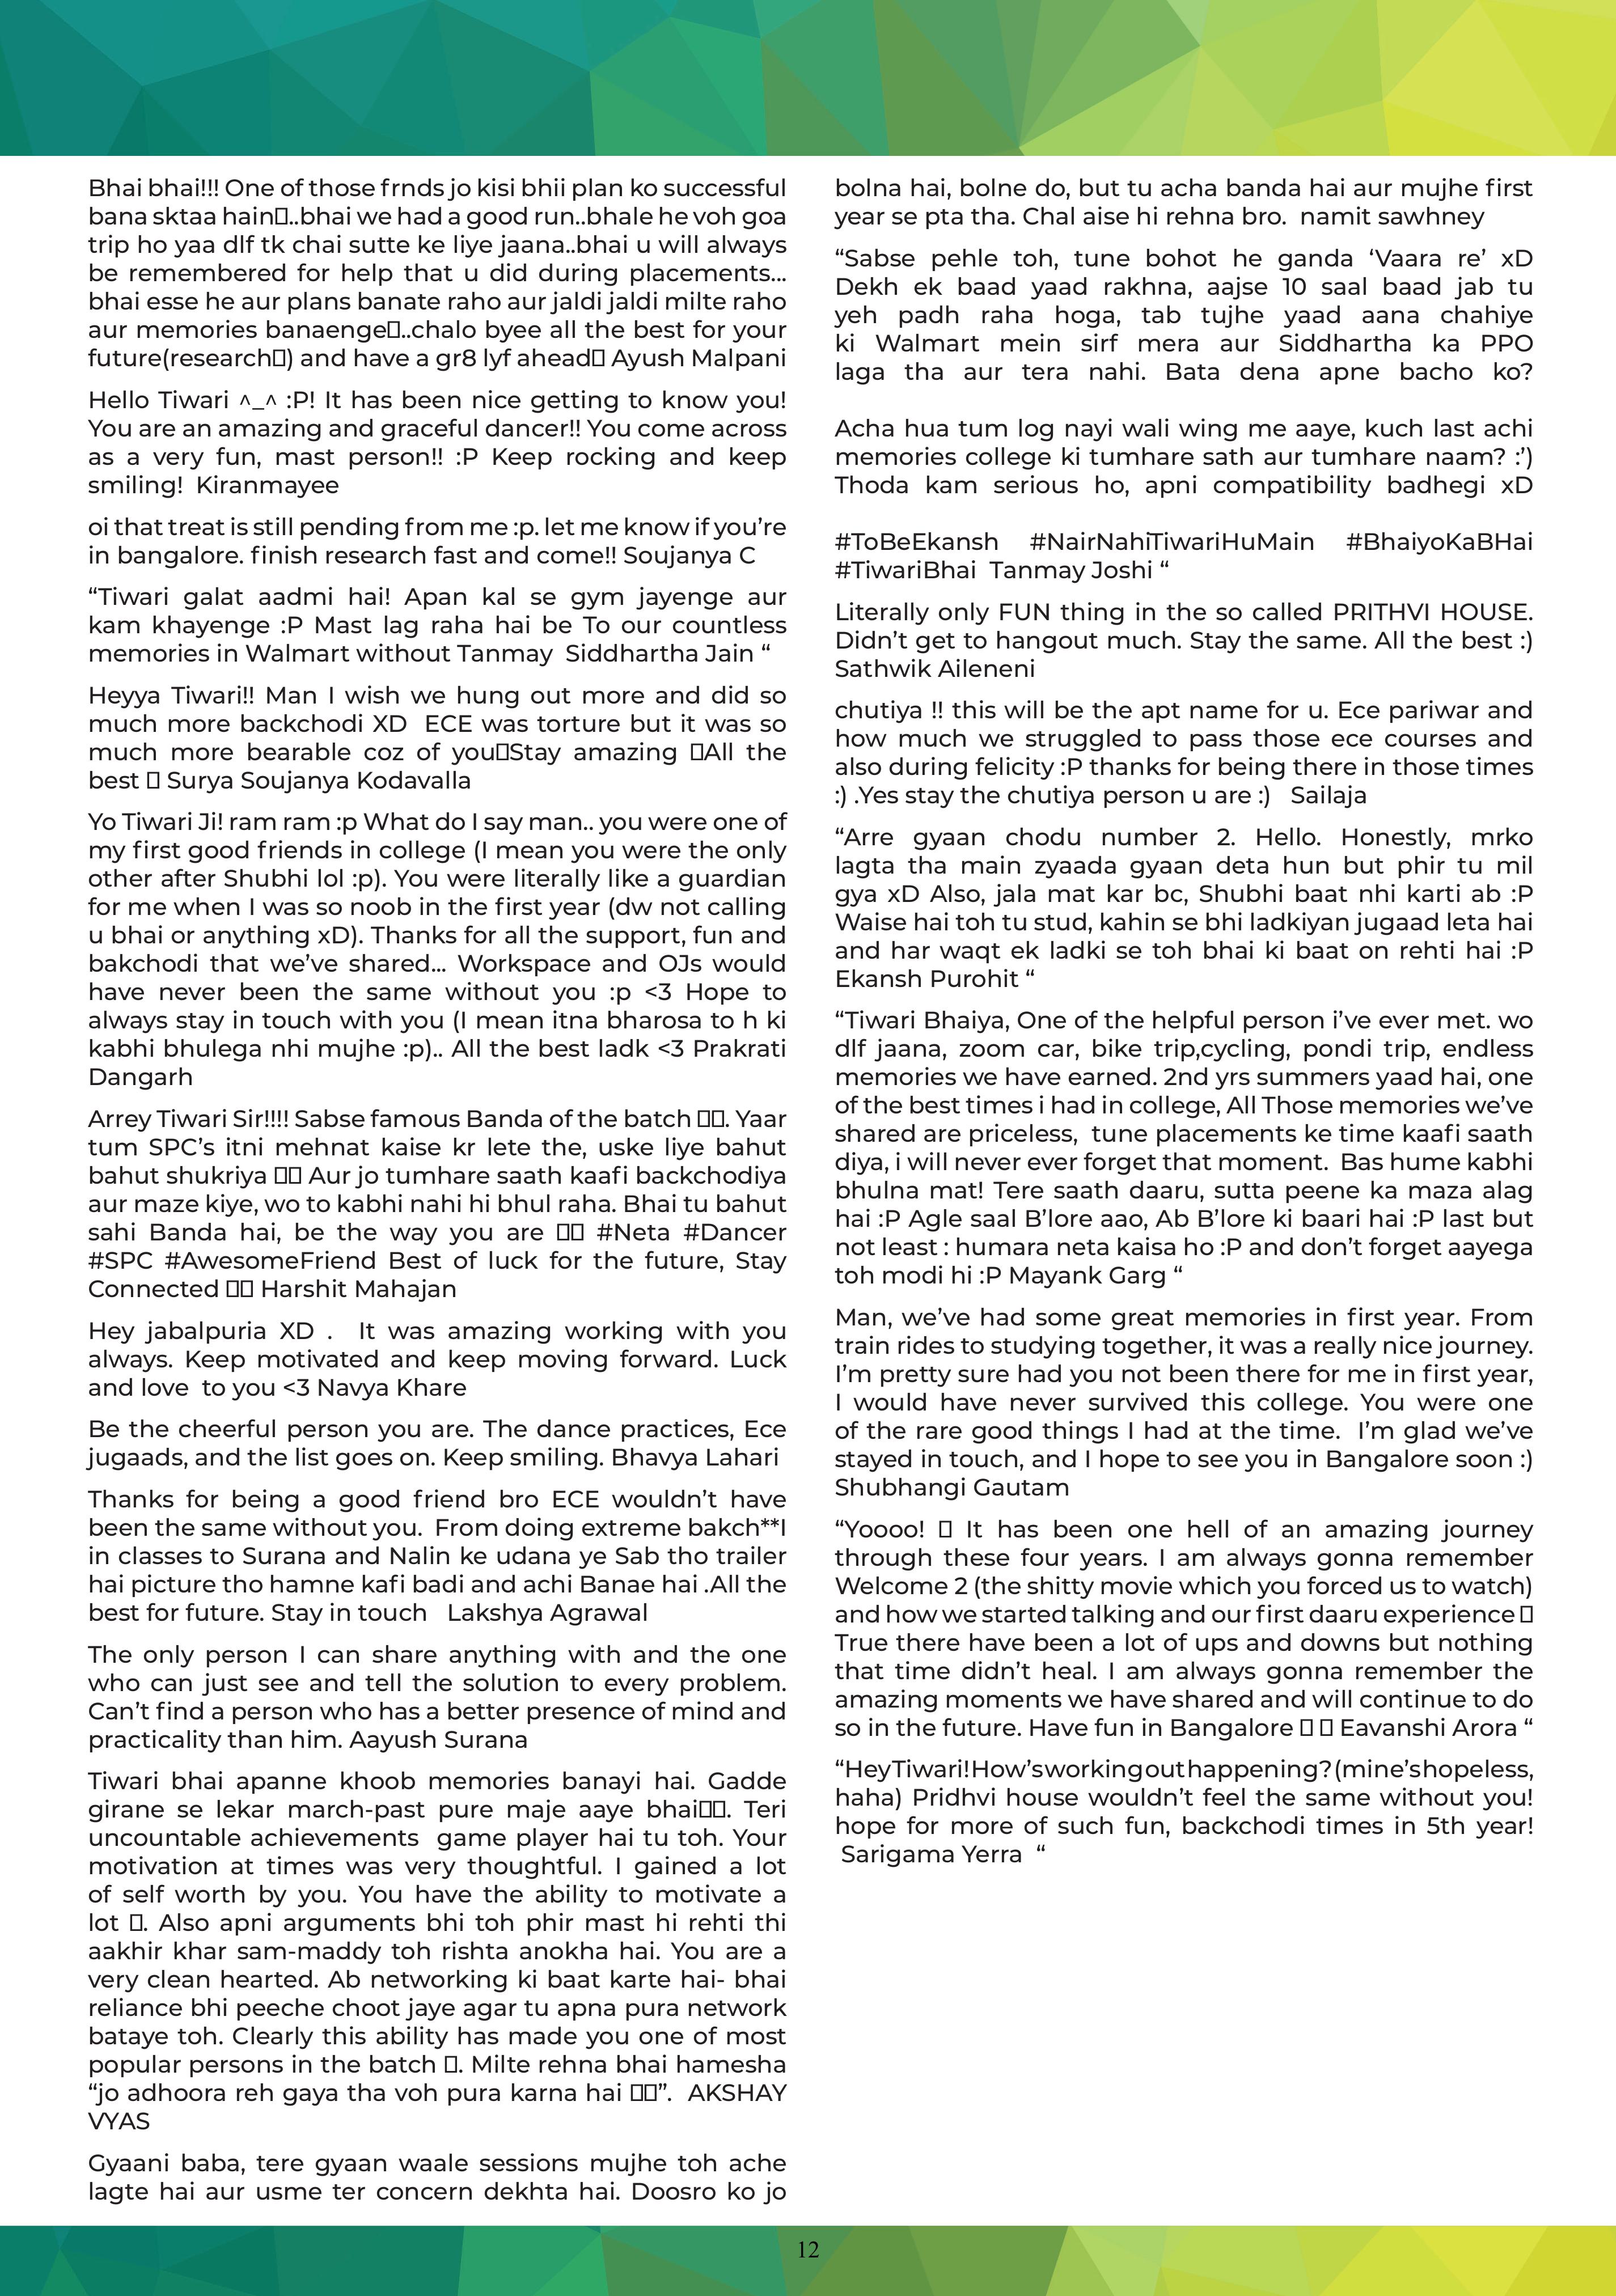 Bhai bhai!!! One of those frnds jo kisi bhii plan ko successful
bana sktaa hain▯..bhai we had a good run..bhale he voh goa
trip ho yaa dlf tk chai sutte ke liye jaana..bhai u will always
be remembered for help that u did during placements...
bhai esse he aur plans banate raho aur jaldi jaldi milte raho
aur memories banaenge▯..chalo byee all the best for your
future(research▯) and have a gr8 lyf ahead▯ Ayush Malpani
Hello Tiwari ^_^ :P! It has been nice getting to know you!
You are an amazing and graceful dancer!! You come across
as a very fun, mast person!! :P Keep rocking and keep
smiling!  Kiranmayee
oi that treat is still pending from me :p. let me know if you’re
in bangalore. finish research fast and come!! Soujanya C
“Tiwari galat aadmi hai! Apan kal se gym jayenge aur
kam khayenge :P Mast lag raha hai be To our countless
memories in Walmart without Tanmay  Siddhartha Jain “
Heyya Tiwari!! Man I wish we hung out more and did so
much more backchodi XD  ECE was torture but it was so
much more bearable coz of you▯Stay amazing ▯All the
best ▯ Surya Soujanya Kodavalla
Yo Tiwari Ji! ram ram :p What do I say man.. you were one of
my first good friends in college (I mean you were the only
other after Shubhi lol :p). You were literally like a guardian
for me when I was so noob in the first year (dw not calling
u bhai or anything xD). Thanks for all the support, fun and
bakchodi that we’ve shared... Workspace and OJs would
have never been the same without you :p <3 Hope to
always stay in touch with you (I mean itna bharosa to h ki
kabhi bhulega nhi mujhe :p).. All the best ladk <3 Prakrati
Dangarh
Arrey Tiwari Sir!!!! Sabse famous Banda of the batch ▯▯. Yaar
tum SPC’s itni mehnat kaise kr lete the, uske liye bahut
bahut shukriya ▯▯ Aur jo tumhare saath kaafi backchodiya
aur maze kiye, wo to kabhi nahi hi bhul raha. Bhai tu bahut
sahi Banda hai, be the way you are ▯▯ #Neta #Dancer
#SPC #AwesomeFriend Best of luck for the future, Stay
Connected ▯▯ Harshit Mahajan
Hey jabalpuria XD .  It was amazing working with you
always. Keep motivated and keep moving forward. Luck
and love  to you <3 Navya Khare
Be the cheerful person you are. The dance practices, Ece
jugaads, and the list goes on. Keep smiling. Bhavya Lahari
Thanks for being a good friend bro ECE wouldn’t have
been the same without you.  From doing extreme bakch**I
in classes to Surana and Nalin ke udana ye Sab tho trailer
hai picture tho hamne kafi badi and achi Banae hai .All the
best for future. Stay in touch   Lakshya Agrawal
The only person I can share anything with and the one
who can just see and tell the solution to every problem.
Can’t find a person who has a better presence of mind and
practicality than him. Aayush Surana
Tiwari bhai apanne khoob memories banayi hai. Gadde
girane se lekar march-past pure maje aaye bhai▯▯. Teri
uncountable achievements  game player hai tu toh. Your
motivation at times was very thoughtful. I gained a lot
of self worth by you. You have the ability to motivate a
lot ▯. Also apni arguments bhi toh phir mast hi rehti thi
aakhir khar sam-maddy toh rishta anokha hai. You are a
very clean hearted. Ab networking ki baat karte hai- bhai
reliance bhi peeche choot jaye agar tu apna pura network
bataye toh. Clearly this ability has made you one of most
popular persons in the batch ▯. Milte rehna bhai hamesha
“jo adhoora reh gaya tha voh pura karna hai ▯▯”.  AKSHAY
VYAS
Gyaani baba, tere gyaan waale sessions mujhe toh ache
lagte hai aur usme ter concern dekhta hai. Doosro ko jo
bolna hai, bolne do, but tu acha banda hai aur mujhe first
year se pta tha. Chal aise hi rehna bro.  namit sawhney
“Sabse pehle toh, tune bohot he ganda ‘Vaara re’ xD
Dekh ek baad yaad rakhna, aajse 10 saal baad jab tu
yeh padh raha hoga, tab tujhe yaad aana chahiye
ki Walmart mein sirf mera aur Siddhartha ka PPO
laga tha aur tera nahi. Bata dena apne bacho ko?
Acha hua tum log nayi wali wing me aaye, kuch last achi
memories college ki tumhare sath aur tumhare naam? :’)
Thoda kam serious ho, apni compatibility badhegi xD
#ToBeEkansh #NairNahiTiwariHuMain #BhaiyoKaBHai
#TiwariBhai  Tanmay Joshi “
Literally only FUN thing in the so called PRITHVI HOUSE.
Didn’t get to hangout much. Stay the same. All the best :)
Sathwik Aileneni
chutiya !! this will be the apt name for u. Ece pariwar and
how much we struggled to pass those ece courses and
also during felicity :P thanks for being there in those times
:) .Yes stay the chutiya person u are :)   Sailaja
“Arre gyaan chodu number 2. Hello. Honestly, mrko
lagta tha main zyaada gyaan deta hun but phir tu mil
gya xD Also, jala mat kar bc, Shubhi baat nhi karti ab :P
Waise hai toh tu stud, kahin se bhi ladkiyan jugaad leta hai
and har waqt ek ladki se toh bhai ki baat on rehti hai :P
Ekansh Purohit “
“Tiwari Bhaiya, One of the helpful person i’ve ever met. wo
dlf jaana, zoom car, bike trip,cycling, pondi trip, endless
memories we have earned. 2nd yrs summers yaad hai, one
of the best times i had in college, All Those memories we’ve
shared are priceless,  tune placements ke time kaafi saath
diya, i will never ever forget that moment.  Bas hume kabhi
bhulna mat! Tere saath daaru, sutta peene ka maza alag
hai :P Agle saal B’lore aao, Ab B’lore ki baari hai :P last but
not least : humara neta kaisa ho :P and don’t forget aayega
toh modi hi :P Mayank Garg “
Man, we’ve had some great memories in first year. From
train rides to studying together, it was a really nice journey.
I’m pretty sure had you not been there for me in first year,
I would have never survived this college. You were one
of the rare good things I had at the time.  I’m glad we’ve
stayed in touch, and I hope to see you in Bangalore soon :)
Shubhangi Gautam
“Yoooo! ▯ It has been one hell of an amazing journey
through these four years. I am always gonna remember
Welcome 2 (the shitty movie which you forced us to watch)
and how we started talking and our first daaru experience ▯
True there have been a lot of ups and downs but nothing
that time didn’t heal. I am always gonna remember the
amazing moments we have shared and will continue to do
so in the future. Have fun in Bangalore ▯ ▯ Eavanshi Arora “
“Hey Tiwari! How’s working out happening? (mine’s hopeless,
haha) Pridhvi house wouldn’t feel the same without you!
hope for more of such fun, backchodi times in 5th year!
Sarigama Yerra  “
12